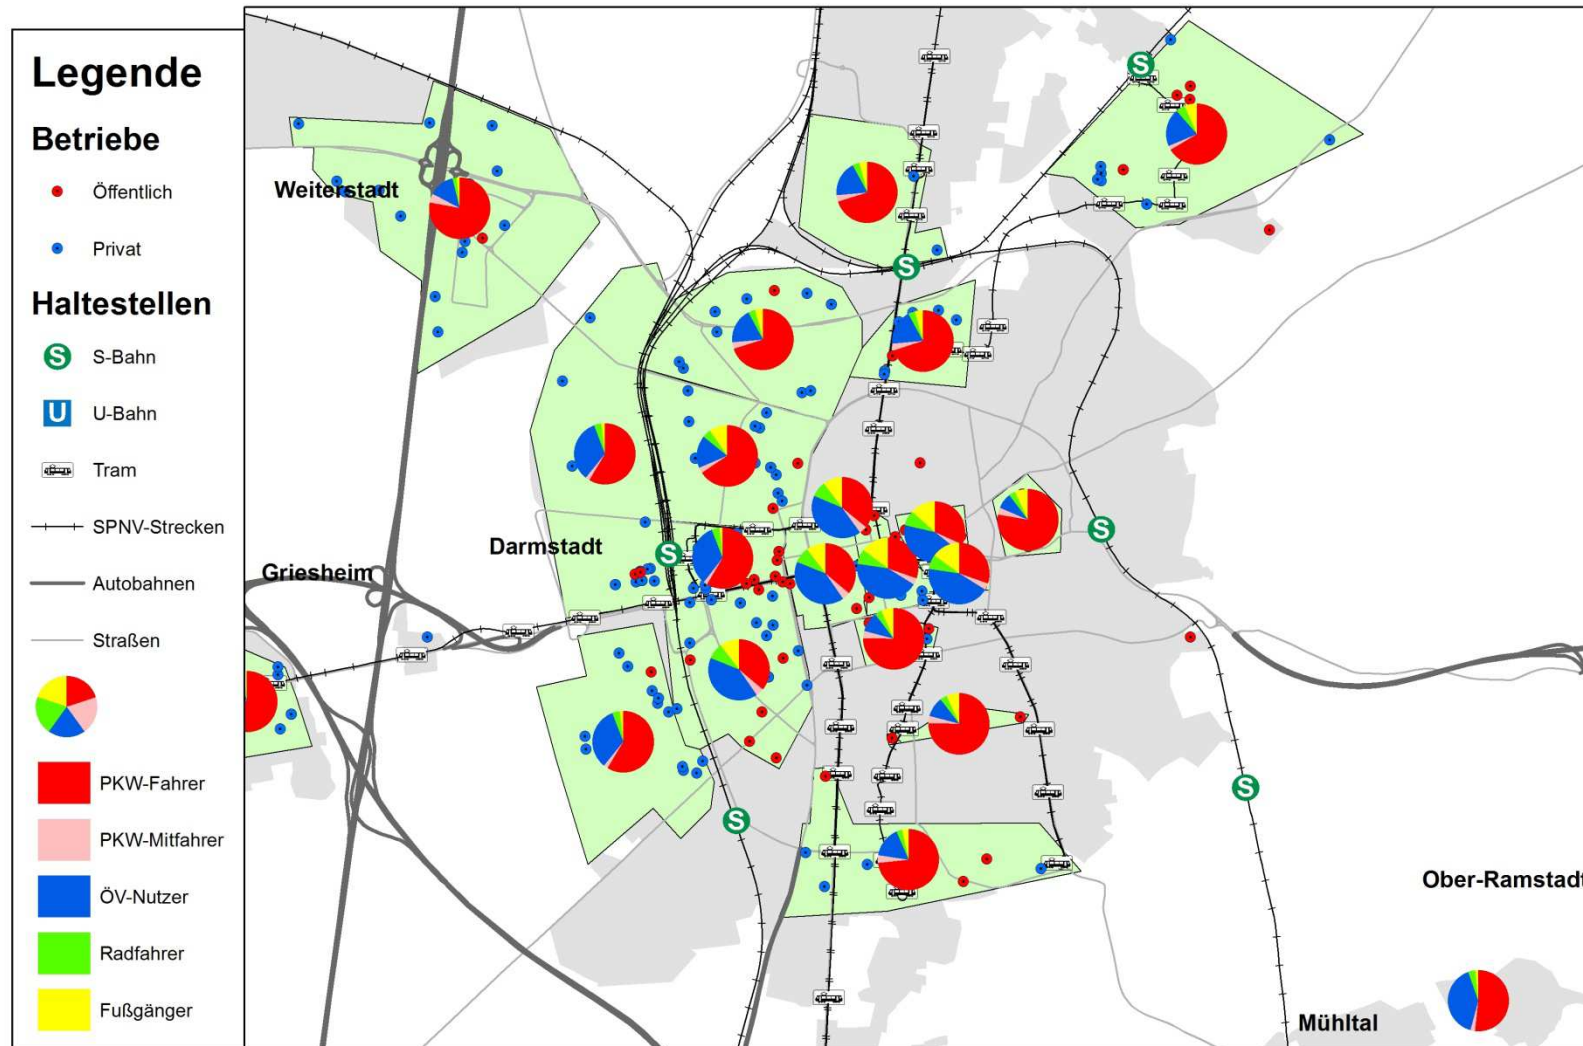 Legende
Betriebe
Öffentlich
Privat
Haltestellen
S
S-Bahn
U
U-Bahn
Tram
SPNV-Strecken
Autobahnen
Straßen
PKW-Fahrer
PKW-Mitfahrer
ÖV-Nutzer
Radfahrer
Fußgänger
S
Weiterstadt
S
Darmstadt
S
S
Griesheim
S
S
Ober-Ramstadt
Mühltal